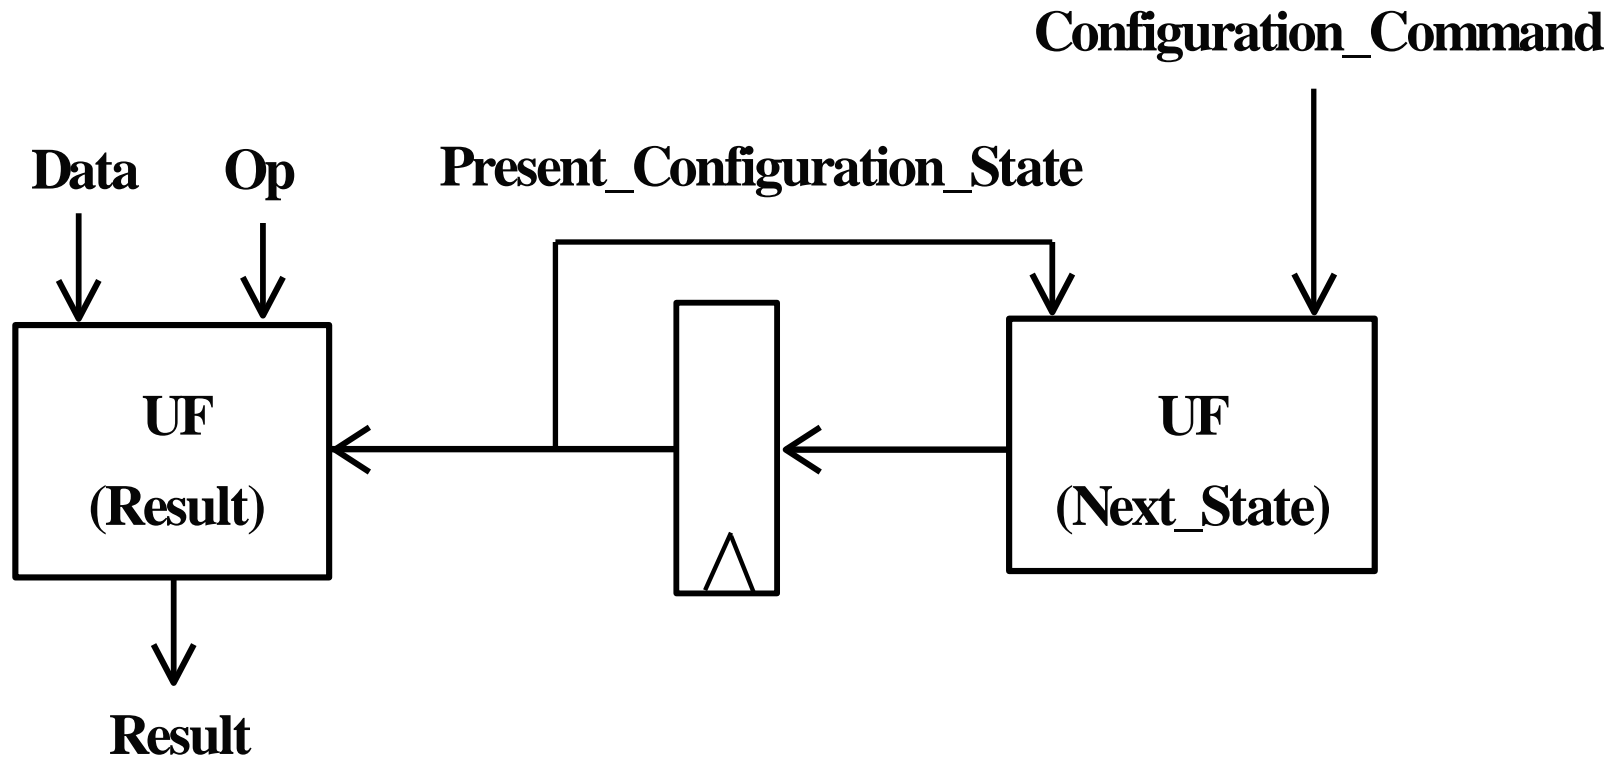 Configuration_Command
Data
Op
Present_Configuration_State
UF
(Result)
UF
(Next_State)
Result